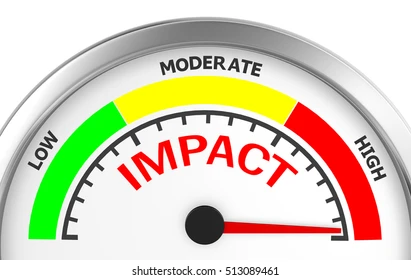 MODERATE
LOW
HIGH
IMPACT
shutterstock.com · 513089461